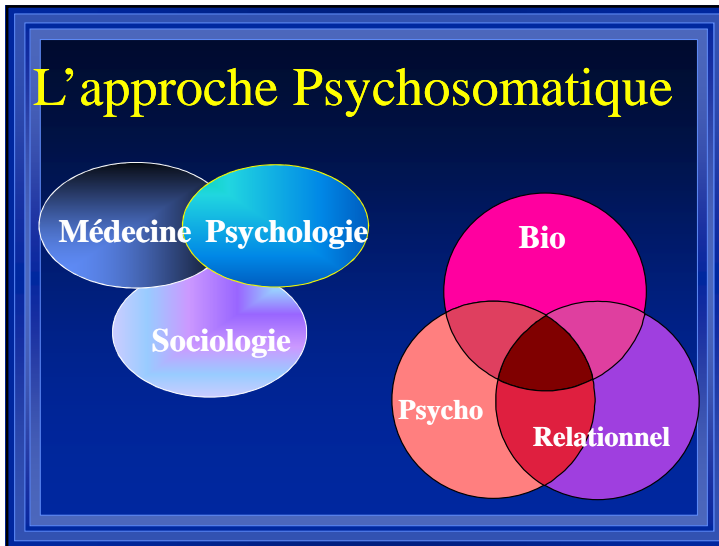 L’approche Psychosomatique
Médecine
Psychologie
Sociologie
Bio
Psycho
Relationnel